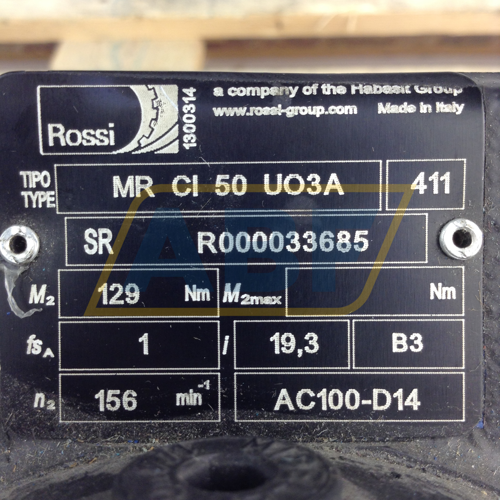 Rossi
1300314
a company of the Habasit Group
www.rossi-group.com Made in Italy
TIPO
TYPE
MR CI 50 UO3A 411
SR R000033685
M2 129 Nm M2max Nm
fsA 1 i 19,3 B3
n2 156 min-1 AC100-D14